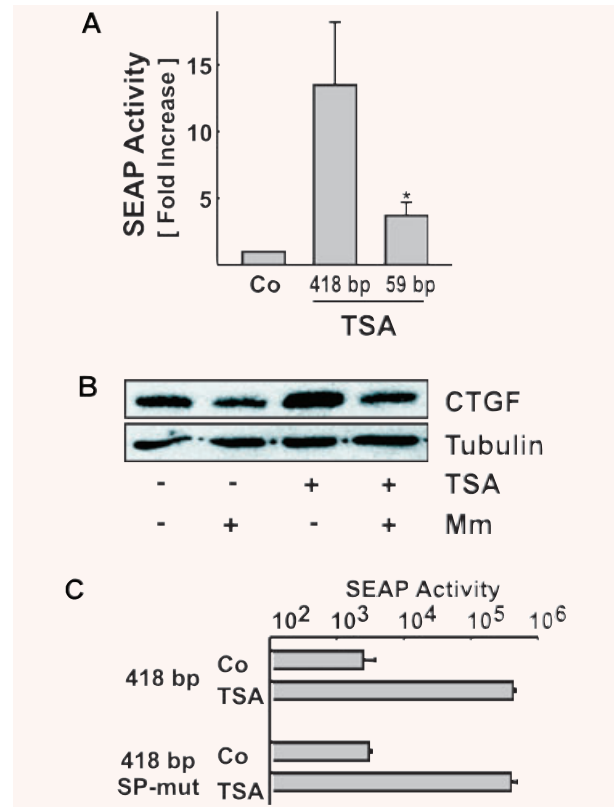 A
SEAP Activity
[ Fold Increase ]
15
10
5
*
Co 418 bp 59 bp
TSA
B
CTGF
Tubulin
- - + + TSA
- + - + Mm
C
SEAP Activity
10² 10³ 10⁴ 10⁵ 10⁶
418 bp
Co
TSA
418 bp
SP-mut
Co
TSA